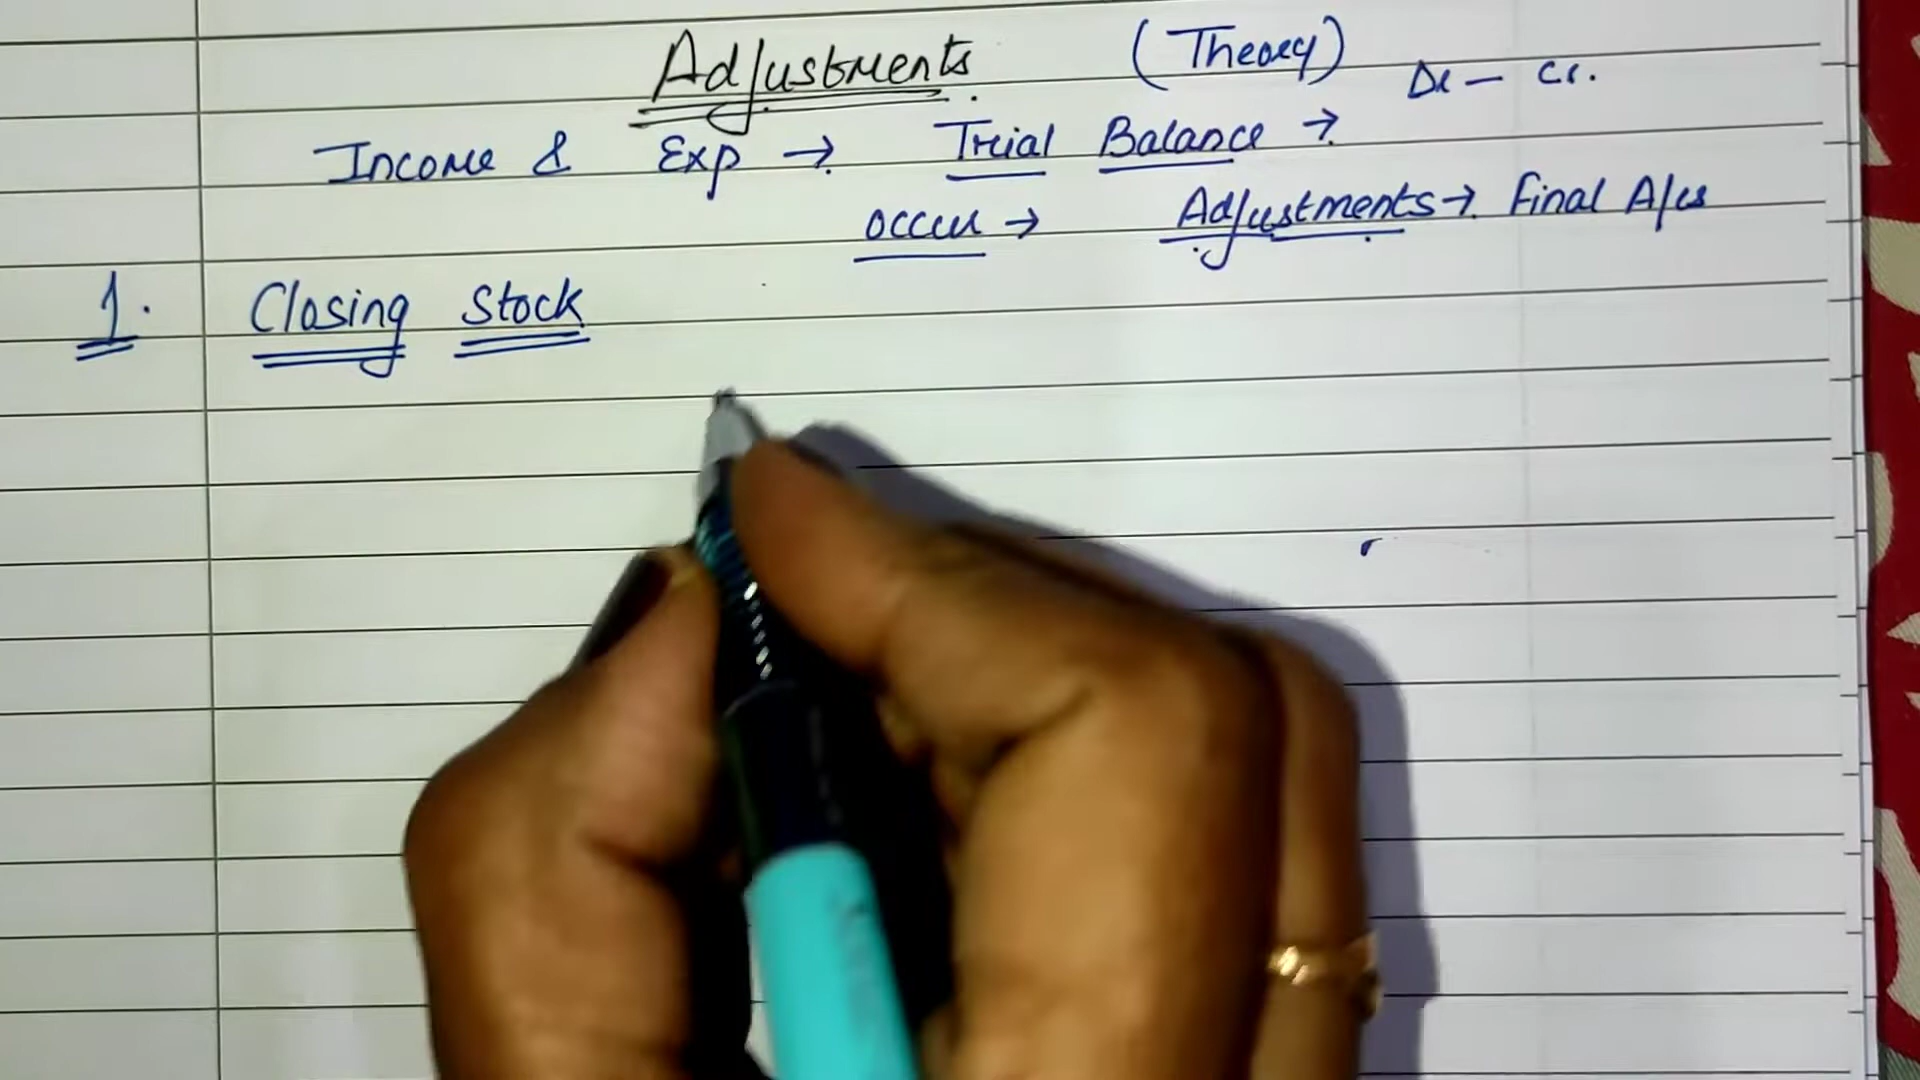 Adjustments (Theory)
Dr — Cr.
Income & Exp → Trial Balance →
occur → Adjustments → Final A/cs
1. Closing Stock